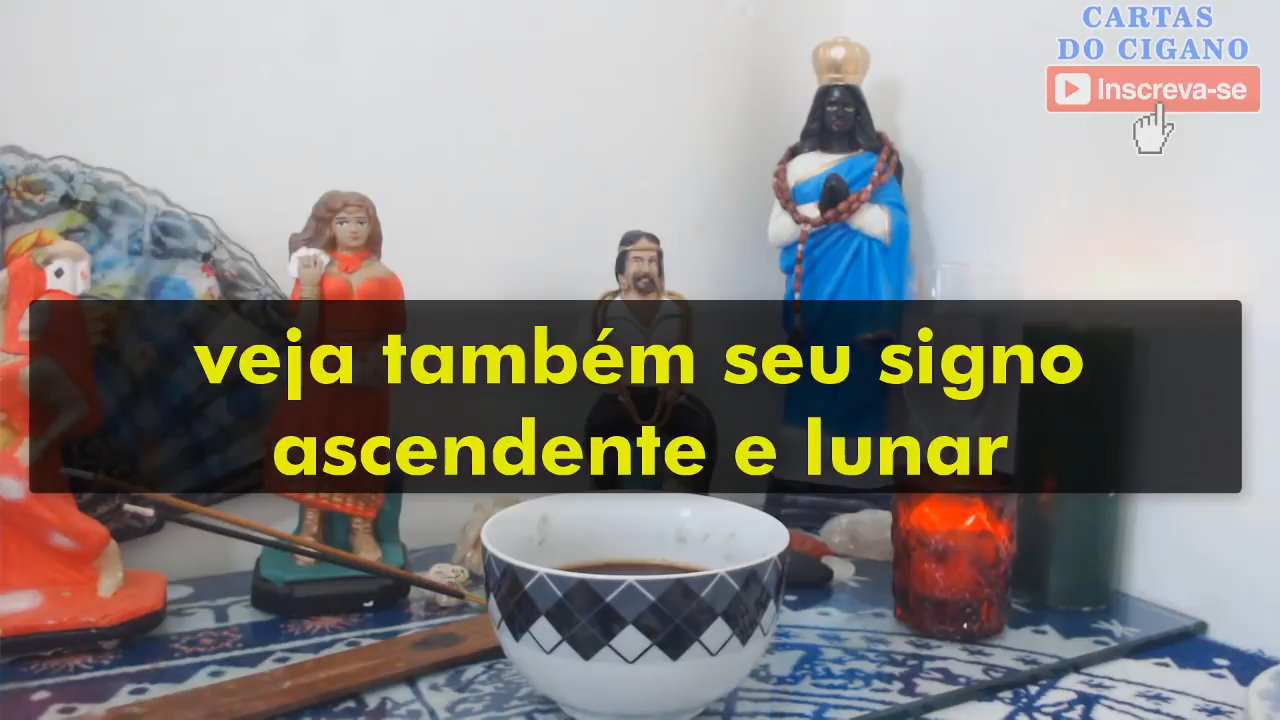 CARTAS
DO CIGANO
Inscreva-se
veja também seu signo
ascendente e lunar